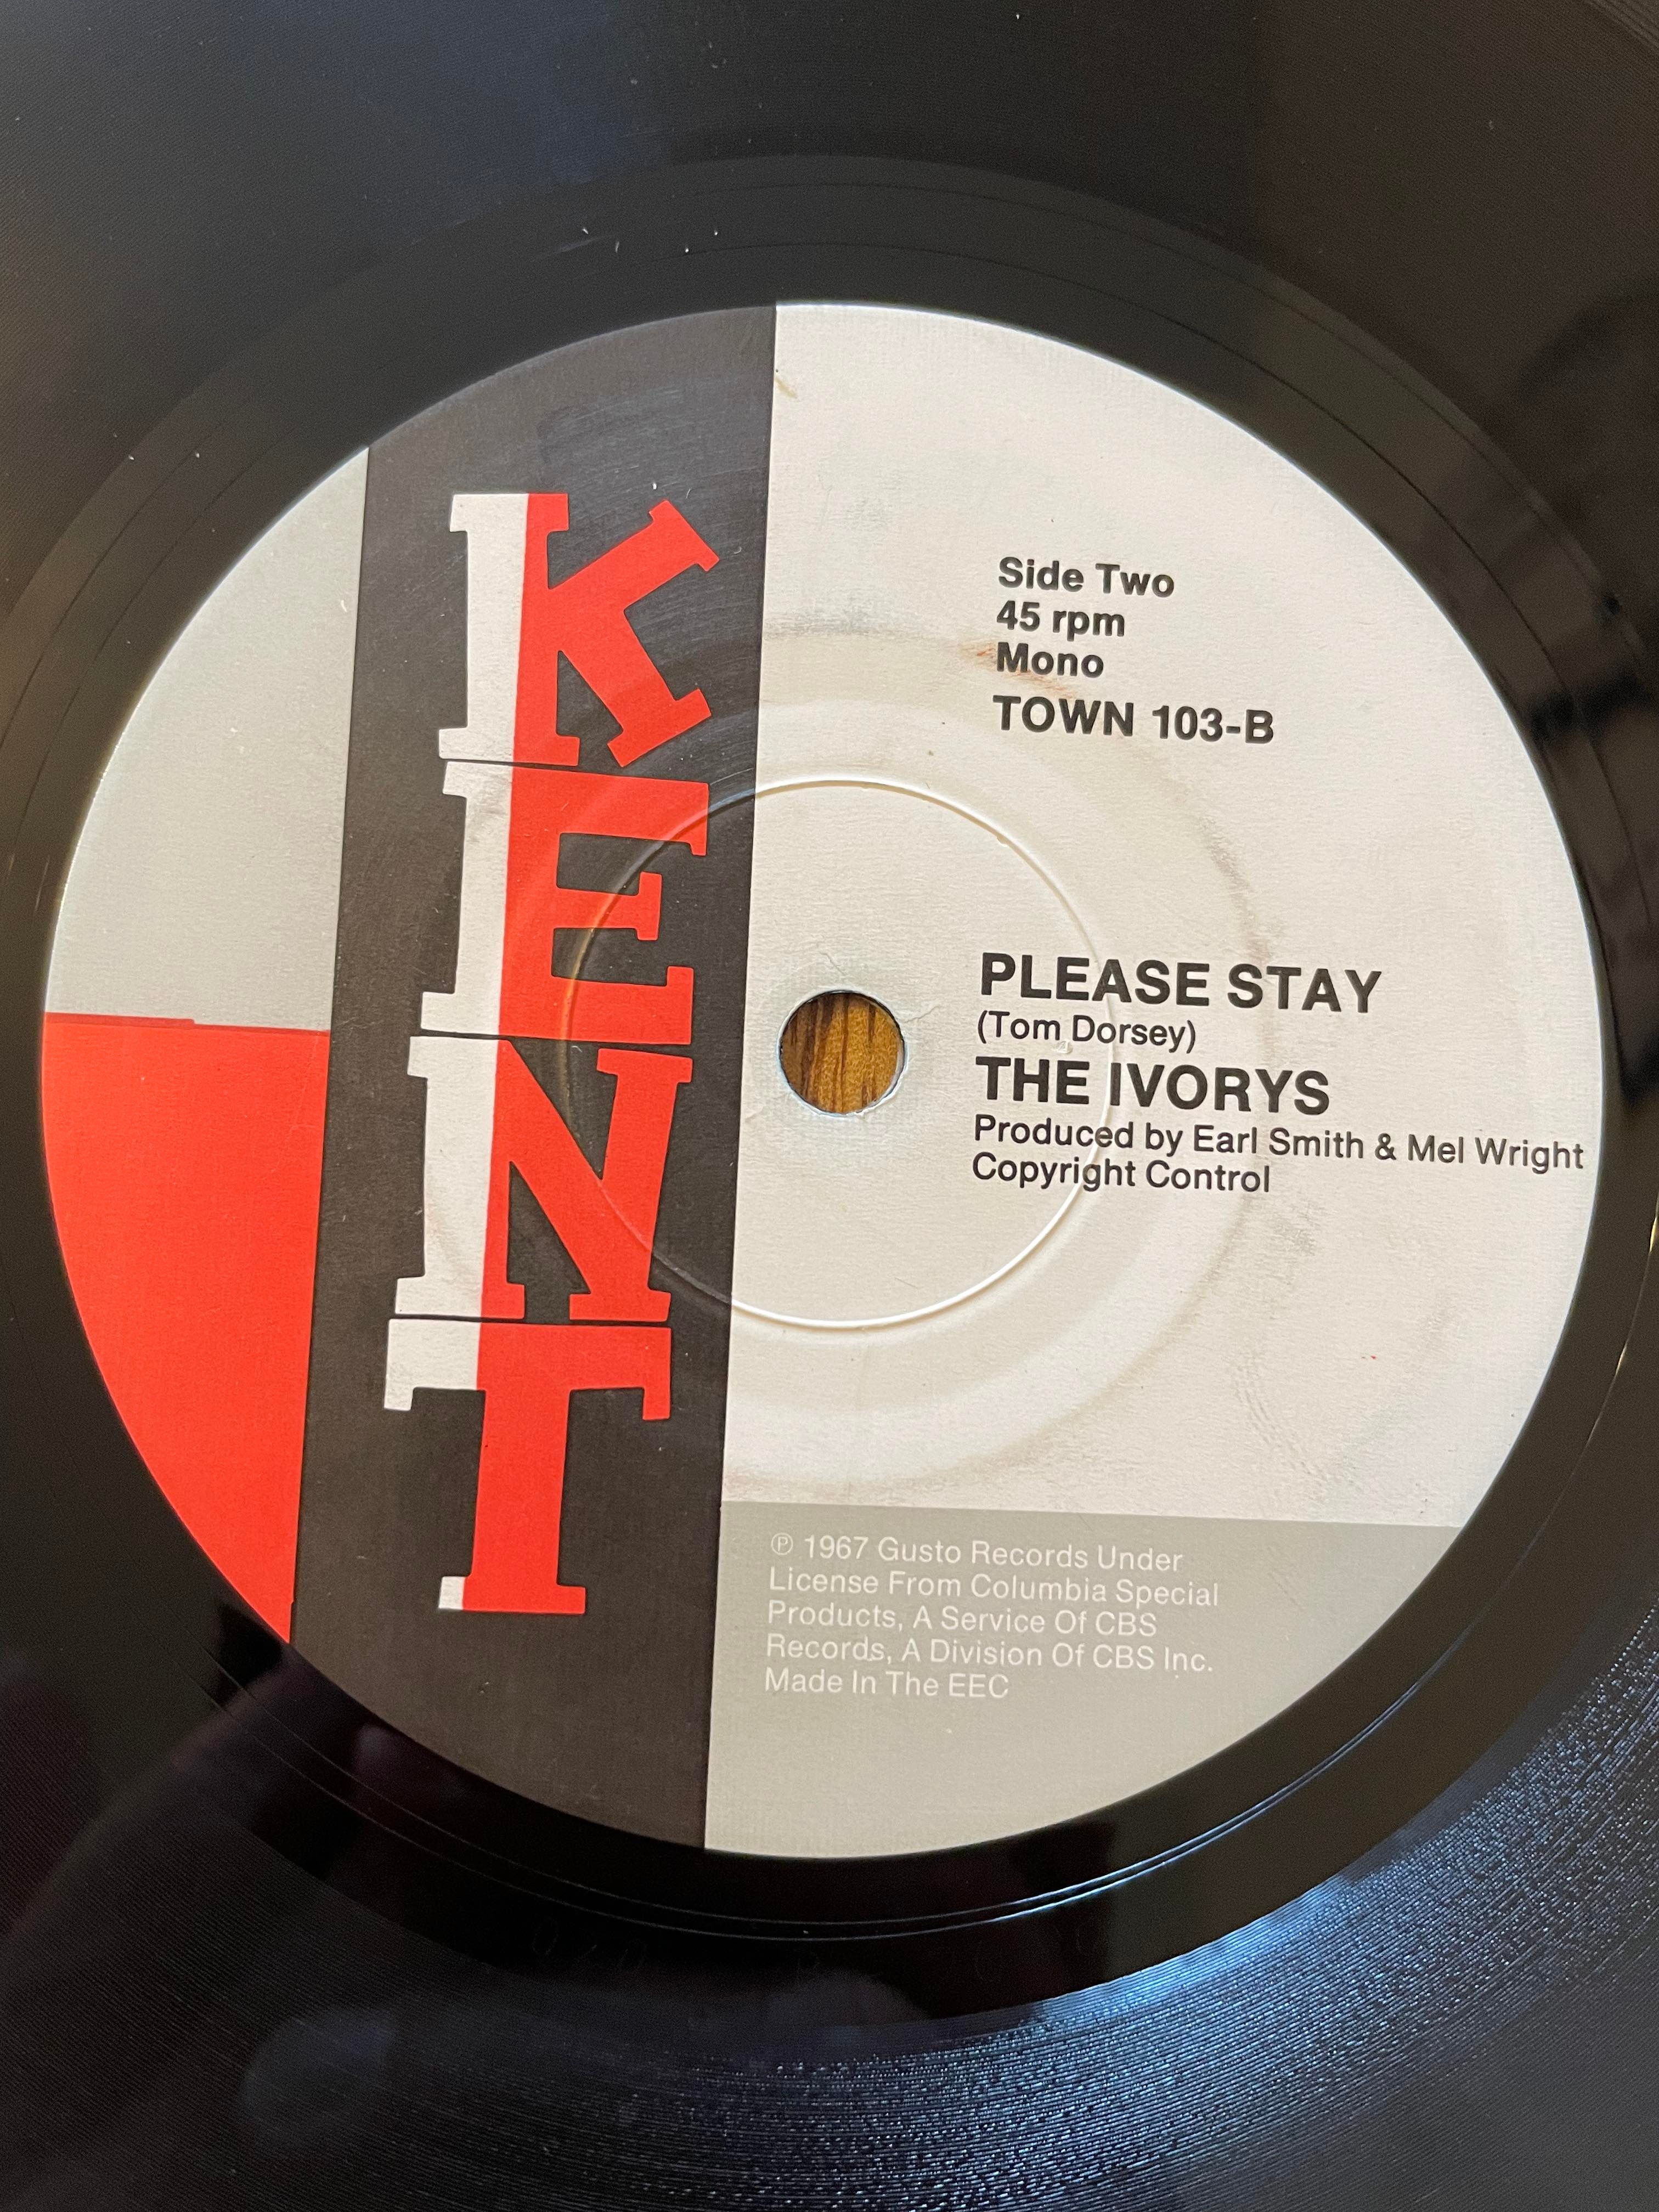 KENT
Side Two
45 rpm
Mono
TOWN 103-B
PLEASE STAY
(Tom Dorsey)
THE IVORYS
Produced by Earl Smith & Mel Wright
Copyright Control
℗ 1967 Gusto Records Under
License From Columbia Special
Products, A Service Of CBS
Records, A Division Of CBS Inc.
Made In The EEC